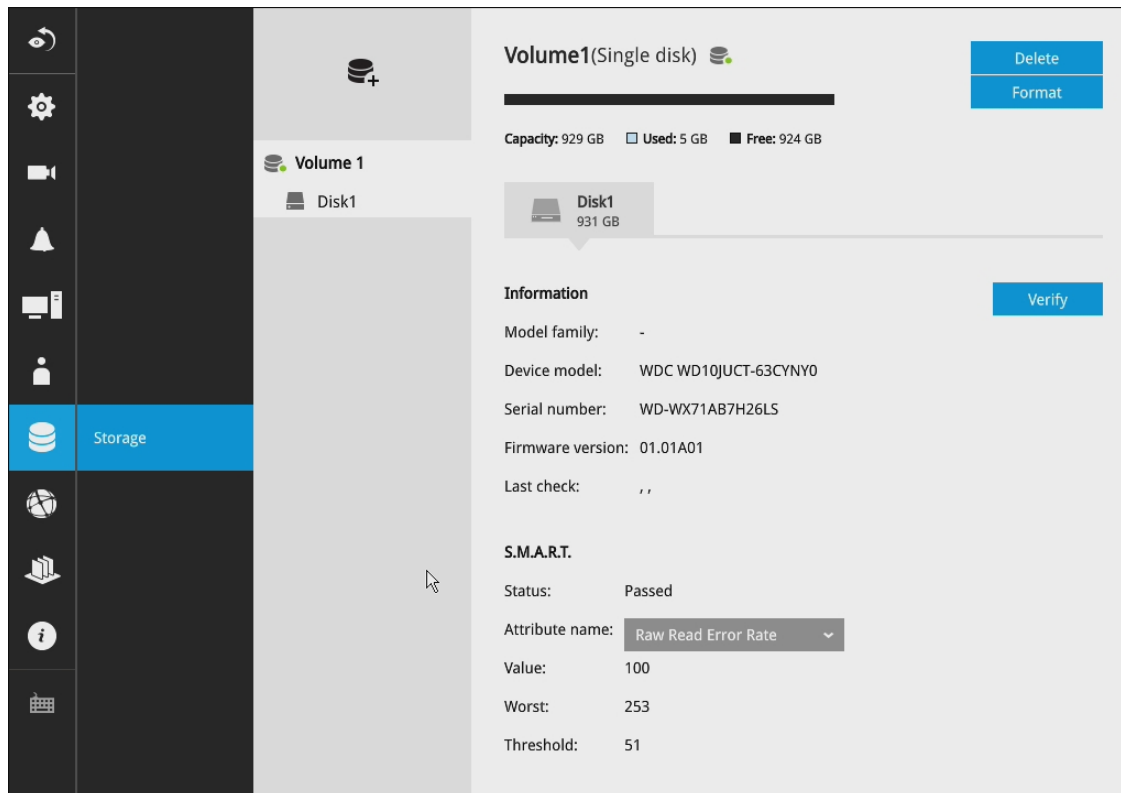 Storage
Volume 1
Disk1
Volume1(Single disk)
Delete
Format
Capacity: 929 GB Used: 5 GB Free: 924 GB
Disk1
931 GB
Information
Verify
Model family: -
Device model: WDC WD10JUCT-63CYNY0
Serial number: WD-WX71AB7H26LS
Firmware version: 01.01A01
Last check: , ,
S.M.A.R.T.
Status: Passed
Attribute name: Raw Read Error Rate
Value: 100
Worst: 253
Threshold: 51